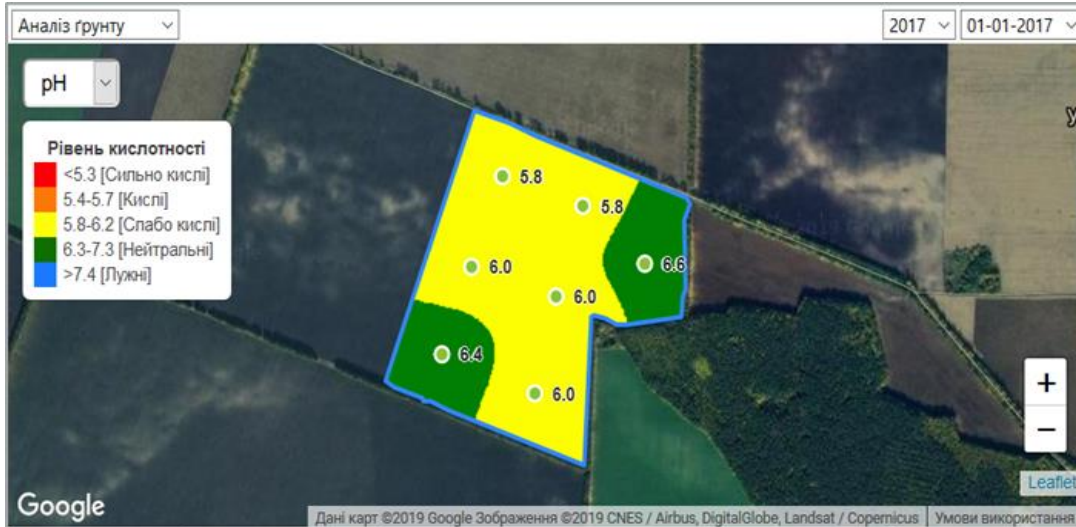 Аналіз ґрунту
2017
01-01-2017
pH
Рівень кислотності
<5.3 [Сильно кислі]
5.4-5.7 [Кислі]
5.8-6.2 [Слабо кислі]
6.3-7.3 [Нейтральні]
>7.4 [Лужні]
5.8
5.8
6.6
6.0
6.0
6.4
6.0
у
+
−
Leaflet
Google
Дані карт ©2019 Google Зображення ©2019 CNES / Airbus, DigitalGlobe, Landsat / Copernicus
Умови використання